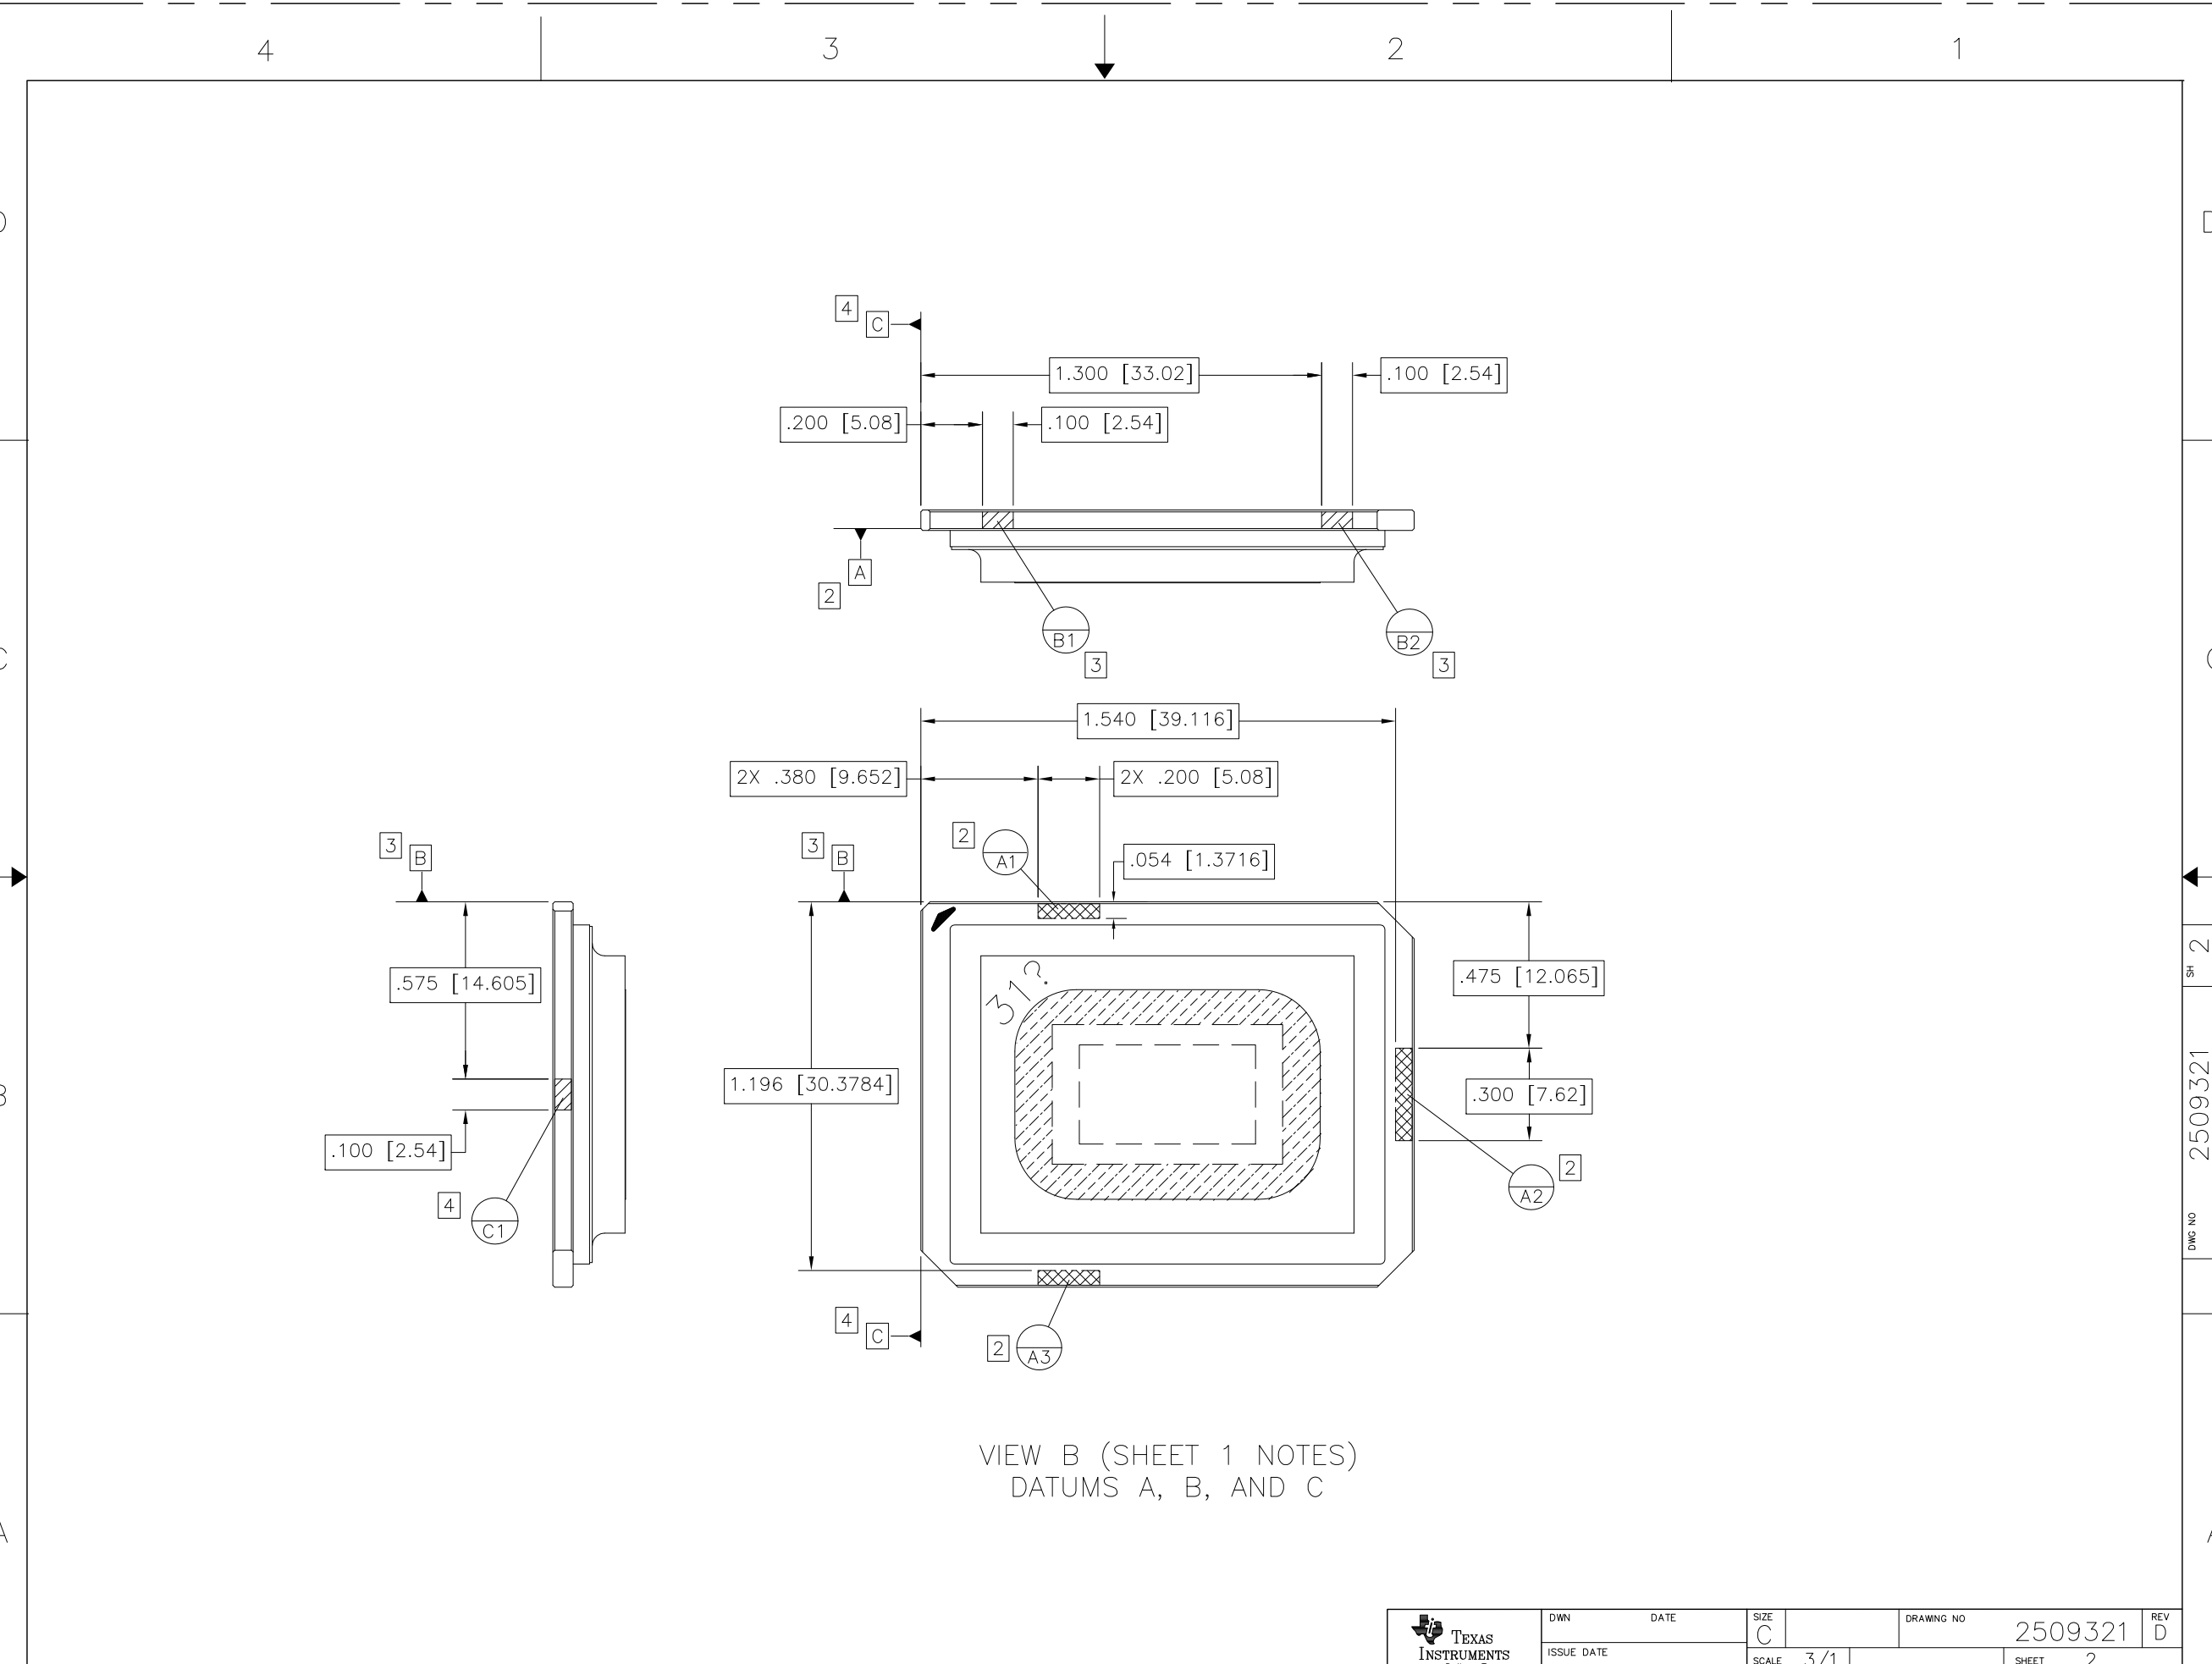 4 3 2 1
D D
4
C
1.300 [33.02] .100 [2.54]
.200 [5.08] .100 [2.54]
A
2
B1 B2
3 3
C C
1.540 [39.116]
2X .380 [9.652] 2X .200 [5.08]
2 A1
3 B 3 B
.054 [1.3716]
.575 [14.605]
.475 [12.065]
31?
1.196 [30.3784]
.300 [7.62]
B
.100 [2.54]
2
A2
4 C1
4
C
2 A3
SH 2
DWG NO 2509321
VIEW B (SHEET 1 NOTES)
DATUMS A, B, AND C
A A
TEXAS
INSTRUMENTS
DWN DATE
ISSUE DATE
SIZE
C
DRAWING NO 2509321
REV
D
SCALE 3/1
SHEET 2